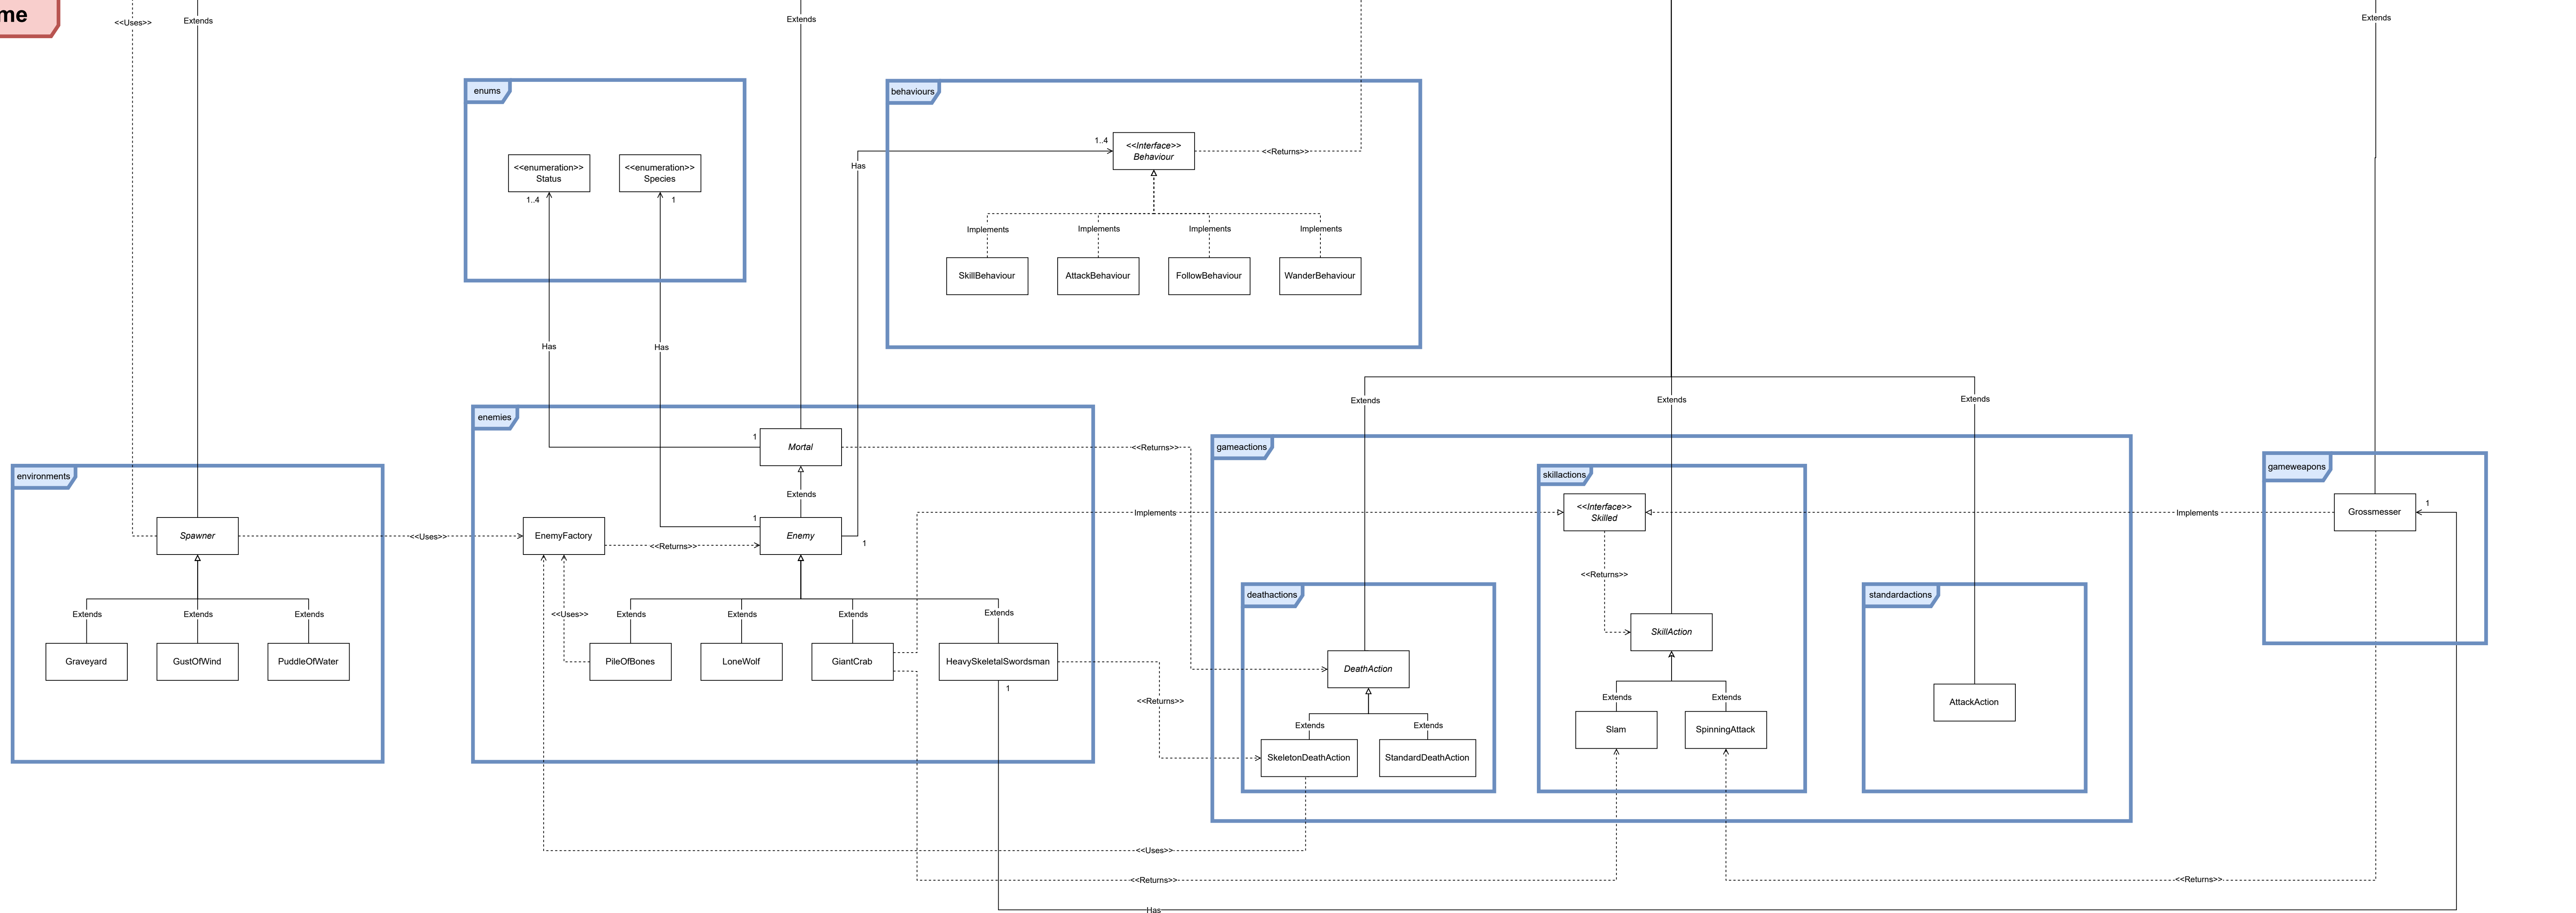 me
<<Uses>>
Extends
Extends
Extends
enums
<<enumeration>>
Status
<<enumeration>>
Species
1..4
1
behaviours
1..4
<<Interface>>
Behaviour
<<Returns>>
Has
Implements
Implements
Implements
Implements
SkillBehaviour
AttackBehaviour
FollowBehaviour
WanderBehaviour
Has
Has
Extends
Extends
Extends
enemies
1
Mortal
<<Returns>>
Extends
environments
Spawner
<<Uses>>
EnemyFactory
<<Returns>>
1
Enemy
1
Extends
Extends
Extends
Graveyard
GustOfWind
PuddleOfWater
<<Uses>>
Extends
Extends
Extends
Extends
PileOfBones
LoneWolf
GiantCrab
HeavySkeletalSwordsman
1
<<Returns>>
gameactions
skillactions
Implements
<<Interface>>
Skilled
Implements
<<Returns>>
SkillAction
Extends
Extends
Slam
SpinningAttack
deathactions
DeathAction
Extends
Extends
SkeletonDeathAction
StandardDeathAction
standardactions
AttackAction
gameweapons
Grossmesser
1
<<Uses>>
<<Returns>>
<<Returns>>
Has